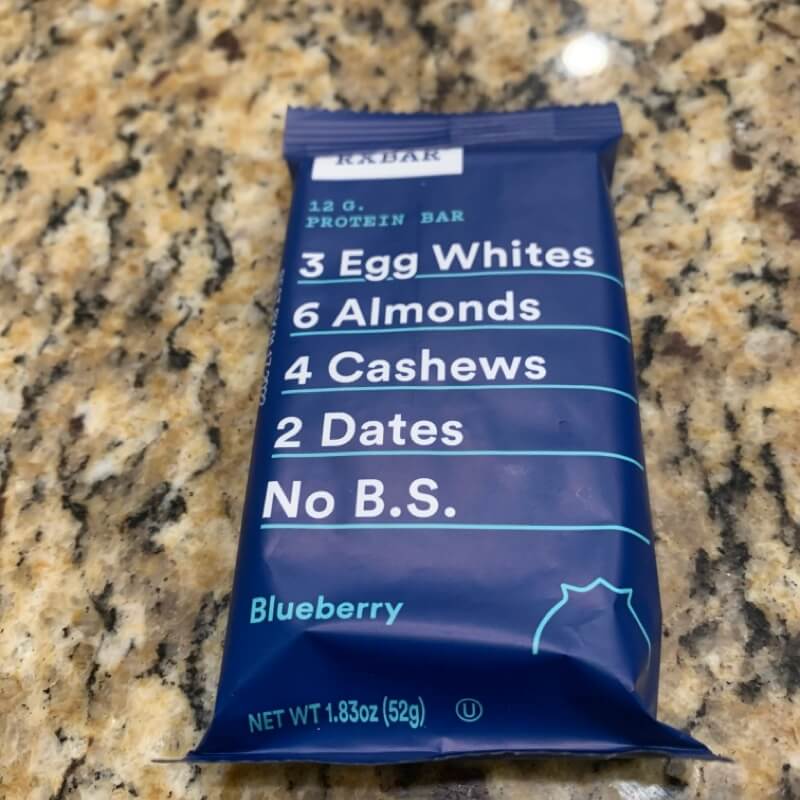 RXBAR
12 G.
PROTEIN BAR
3 Egg Whites
6 Almonds
4 Cashews
2 Dates
No B.S.
Blueberry
NET WT 1.83oz (52g) U